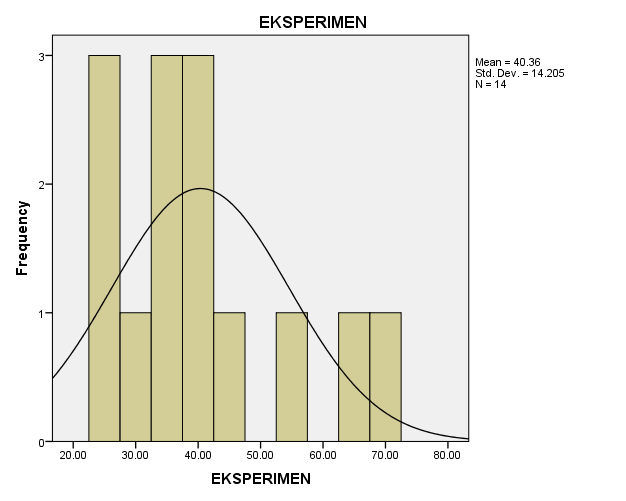 EKSPERIMEN
Mean = 40.36
Std. Dev. = 14.205
N = 14
Frequency
3
2
1
0
20.00 30.00 40.00 50.00 60.00 70.00 80.00
EKSPERIMEN